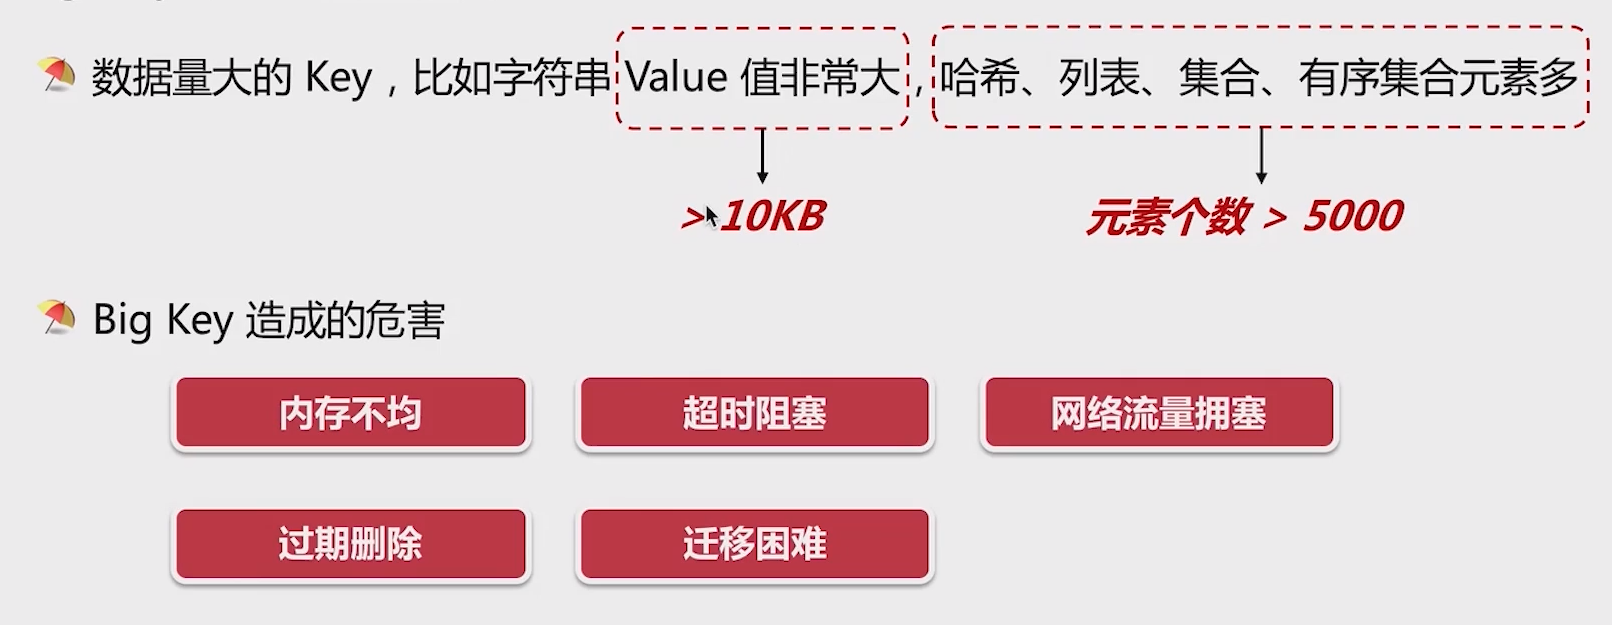 数据量大的 Key，比如字符串 Value 值非常大，哈希、列表、集合、有序集合元素多
> 10KB
元素个数 > 5000
Big Key 造成的危害
内存不均
超时阻塞
网络流量拥塞
过期删除
迁移困难